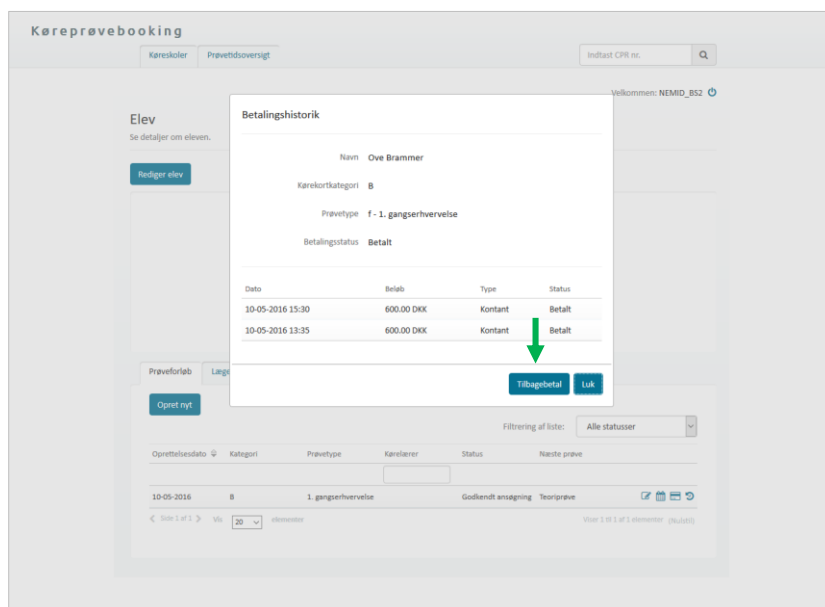 Køreprøvebooking
Køreskoler Prøvetidsoversigt Indtast CPR nr.
Velkommen: NEMID_BS2
Elev
Se detaljer om eleven.
Rediger elev
Betalingshistorik
Navn Ove Brammer
Kørekortkategori B
Prøvetype f - 1. gangserhvervelse
Betalingsstatus Betalt
Dato Beløb Type Status
10-05-2016 15:30 600.00 DKK Kontant Betalt
10-05-2016 13:35 600.00 DKK Kontant Betalt
Tilbagebetal Luk
Prøveforløb Læge
Opret nyt
Filtrering af liste: Alle statusser
Oprettelsesdato Kategori Prøvetype Kørelærer Status Næste prøve
10-05-2016 B 1. gangserhvervelse Godkendt ansøgning Teoriprøve
Side 1 af 1 Vis 20 elementer Viser 1 til 1 af 1 elementer (Nulstil)